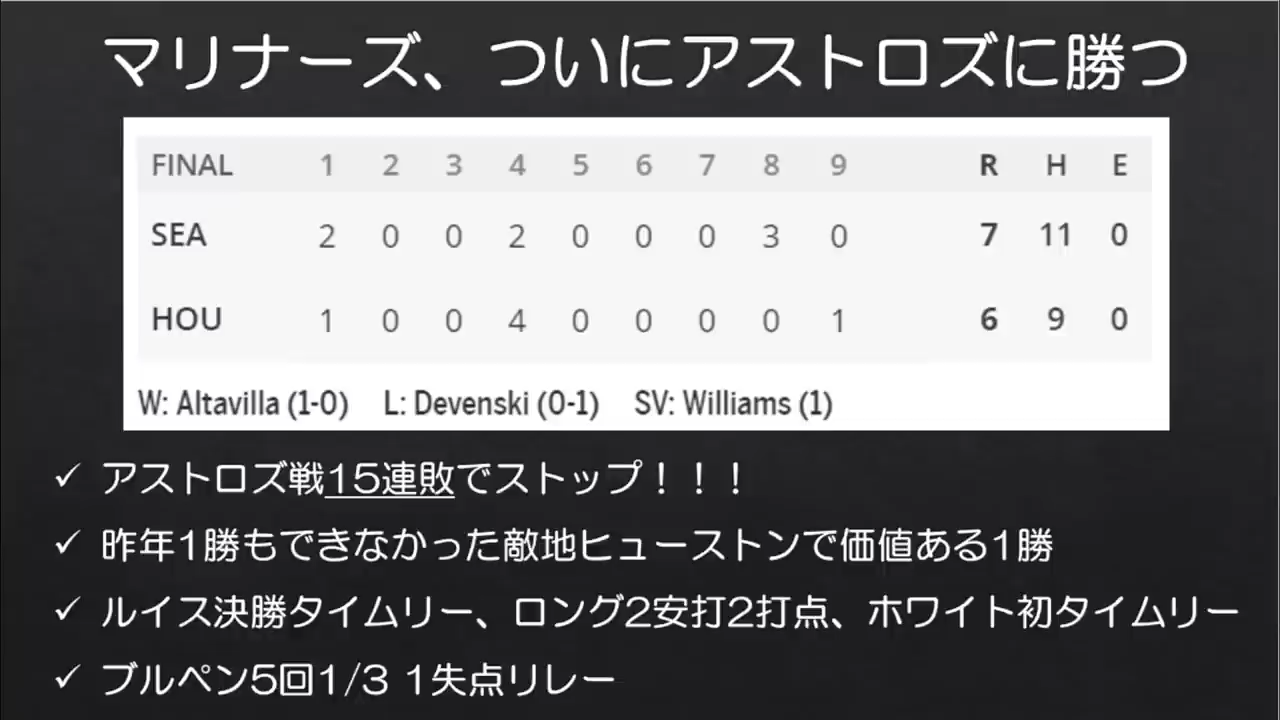 マリナーズ、ついにアストロズに勝つ
FINAL 1 2 3 4 5 6 7 8 9 R H E
SEA 2 0 0 2 0 0 0 3 0 7 11 0
HOU 1 0 0 4 0 0 0 0 1 6 9 0
W: Altavilla (1-0) L: Devenski (0-1) SV: Williams (1)
✓ アストロズ戦15連敗でストップ！！！
✓ 昨年1勝もできなかった敵地ヒューストンで価値ある1勝
✓ ルイス決勝タイムリー、ロング2安打2打点、ホワイト初タイムリー
✓ ブルペン5回1/3 1失点リレー